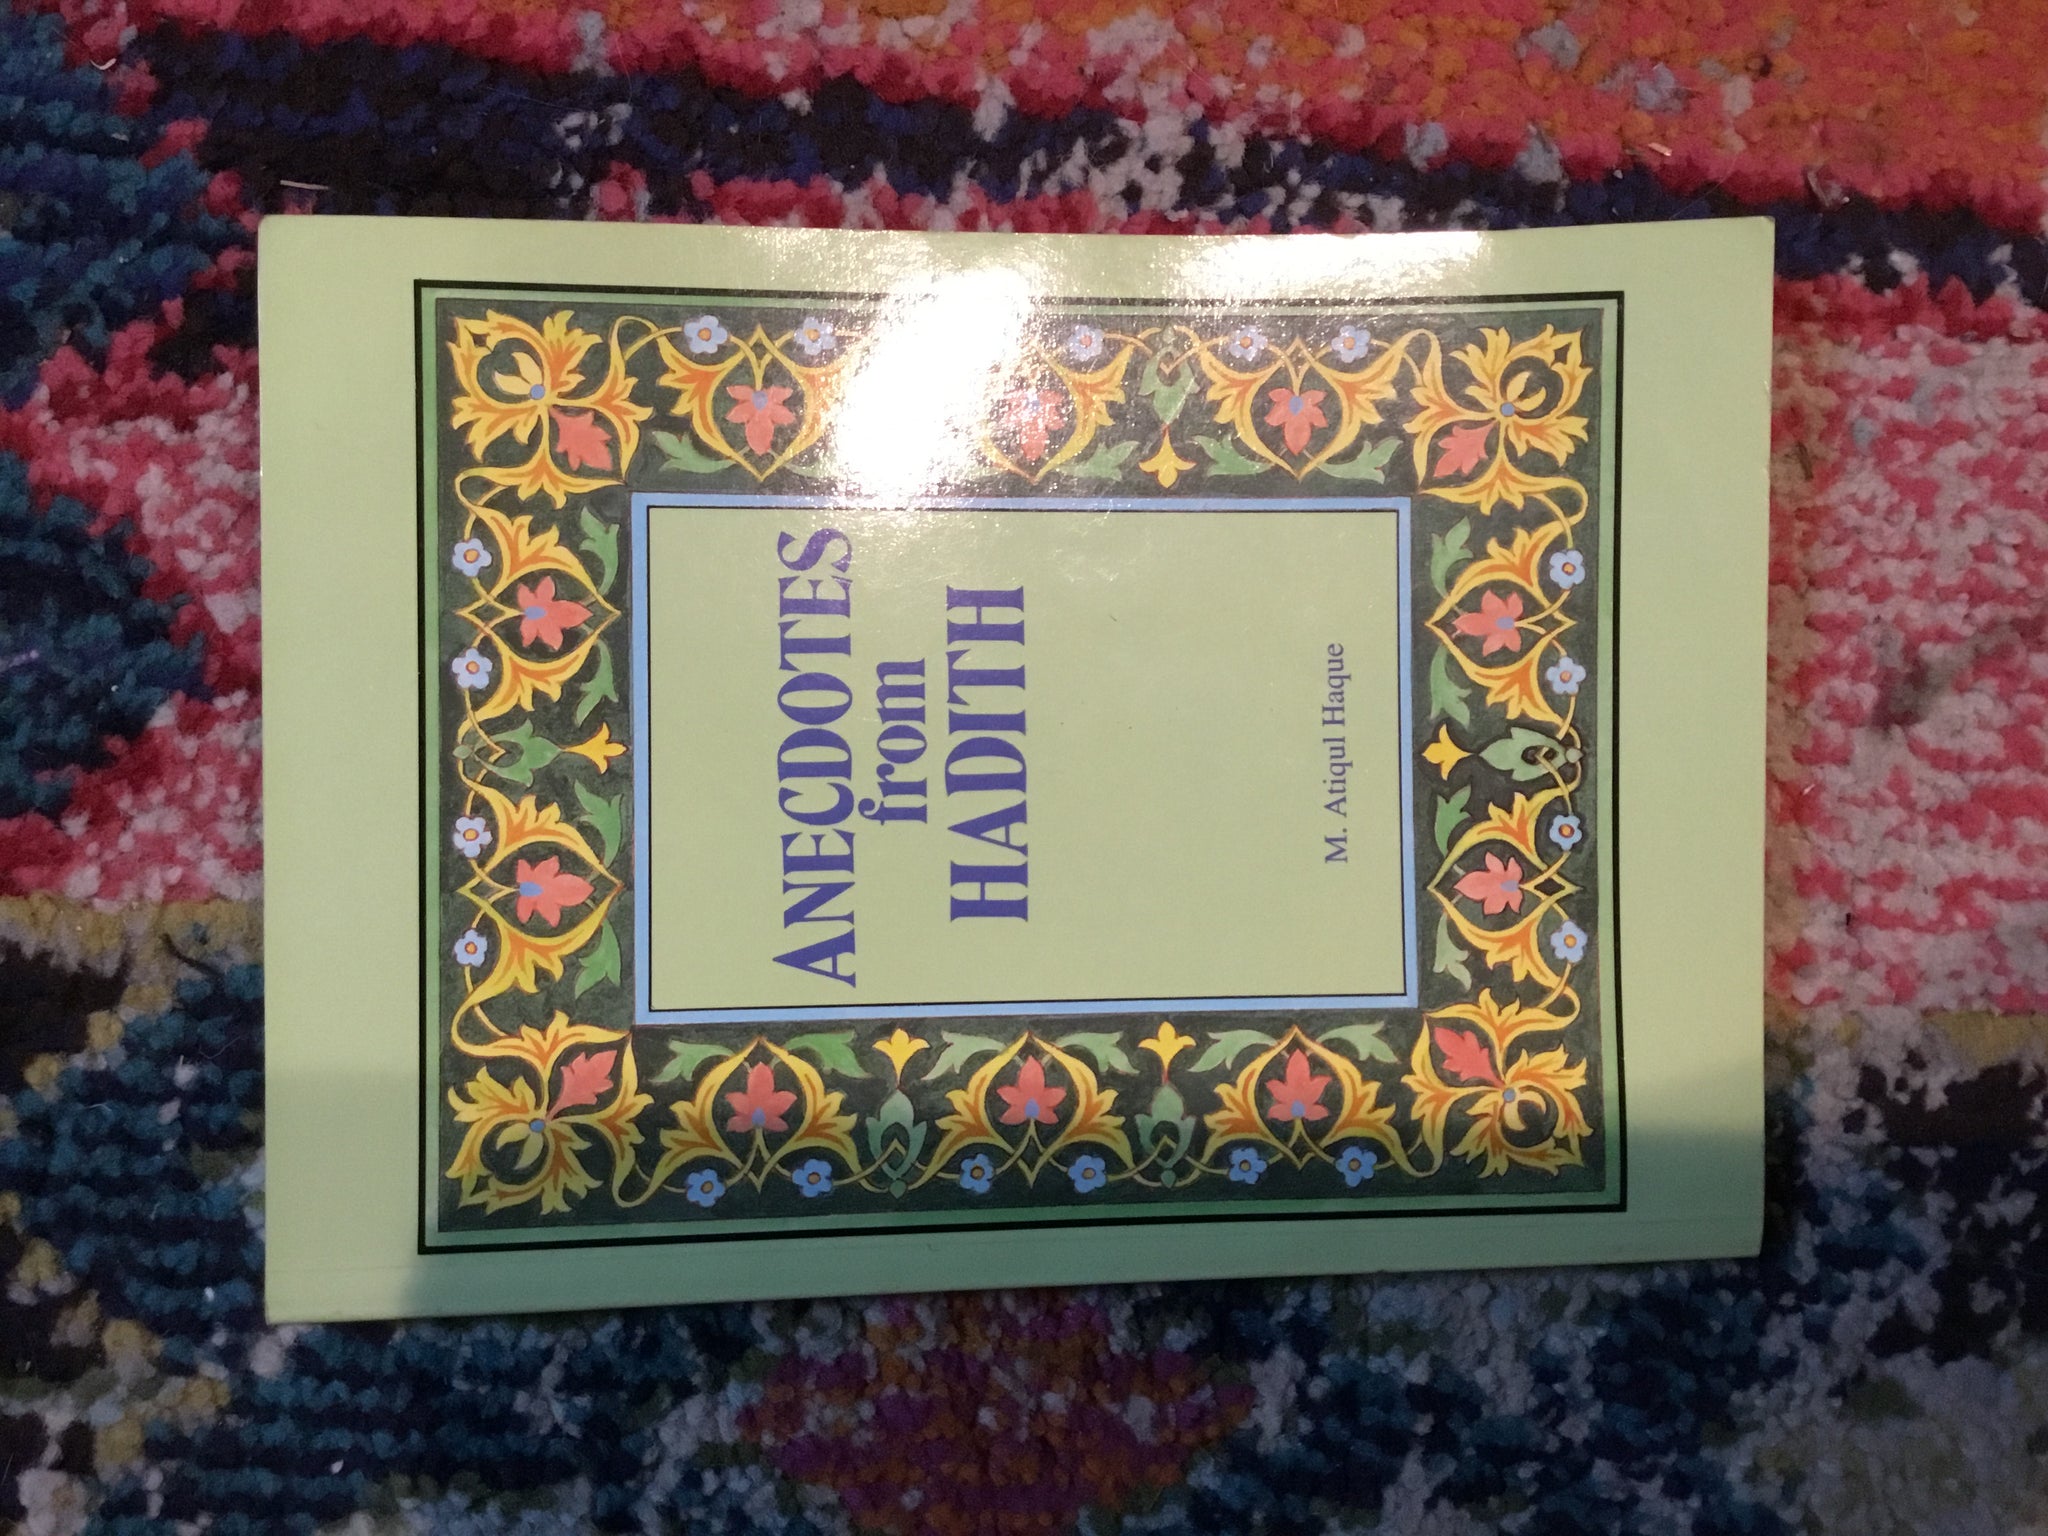 ANECDOTES
from
HADITH
M. Atiqul Haque